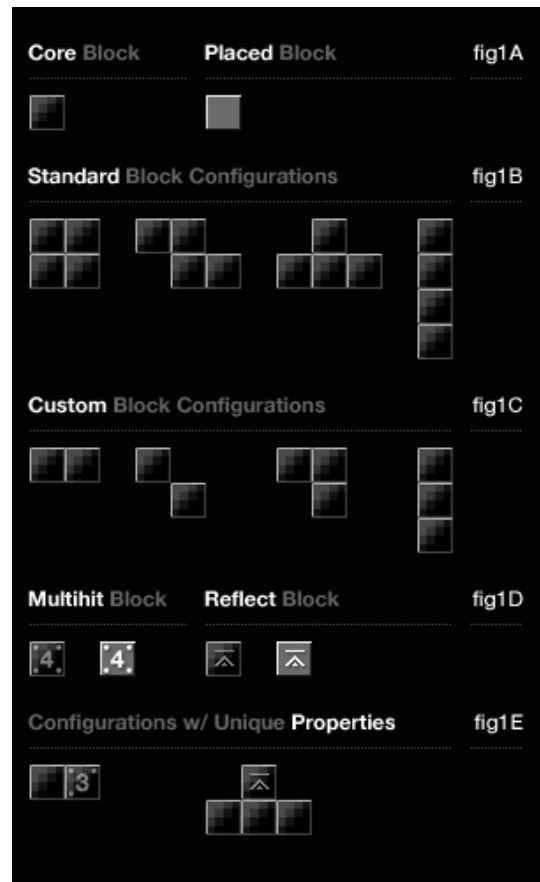 Core Block Placed Block fig1A
Standard Block Configurations fig1B
Custom Block Configurations fig1C
Multihit Block Reflect Block fig1D
4 4
Configurations w/ Unique Properties fig1E
3